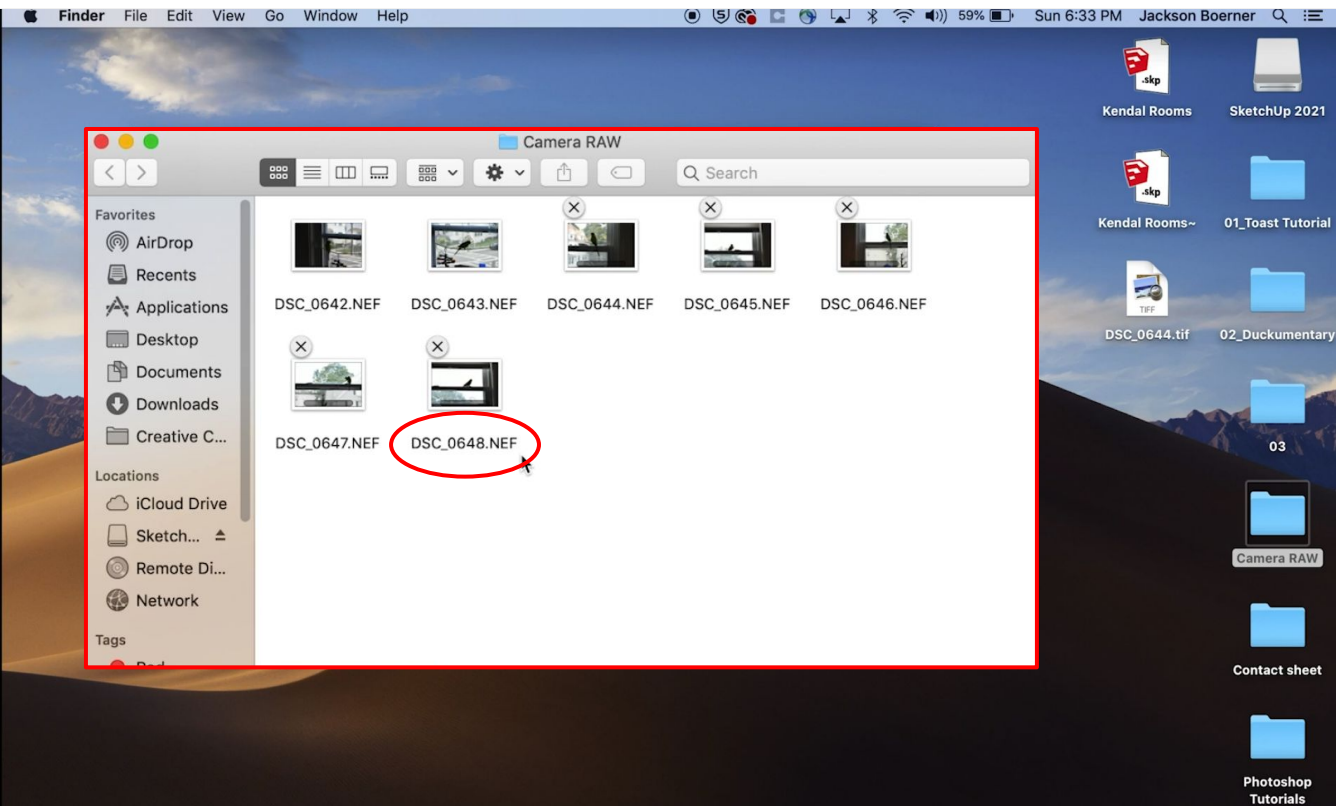 Finder File Edit View Go Window Help 59% Sun 6:33 PM Jackson Boerner
Camera RAW
Search
Favorites
AirDrop
Recents
Applications
Desktop
Documents
Downloads
Creative C...
Locations
iCloud Drive
Sketch...
Remote Di...
Network
Tags
Red
DSC_0642.NEF DSC_0643.NEF DSC_0644.NEF DSC_0645.NEF DSC_0646.NEF
DSC_0647.NEF DSC_0648.NEF
.skp
Kendal Rooms SketchUp 2021
.skp
Kendal Rooms~ 01_Toast Tutorial
TIFF
DSC_0644.tif 02_Duckumentary
03
Camera RAW
Contact sheet
Photoshop
Tutorials